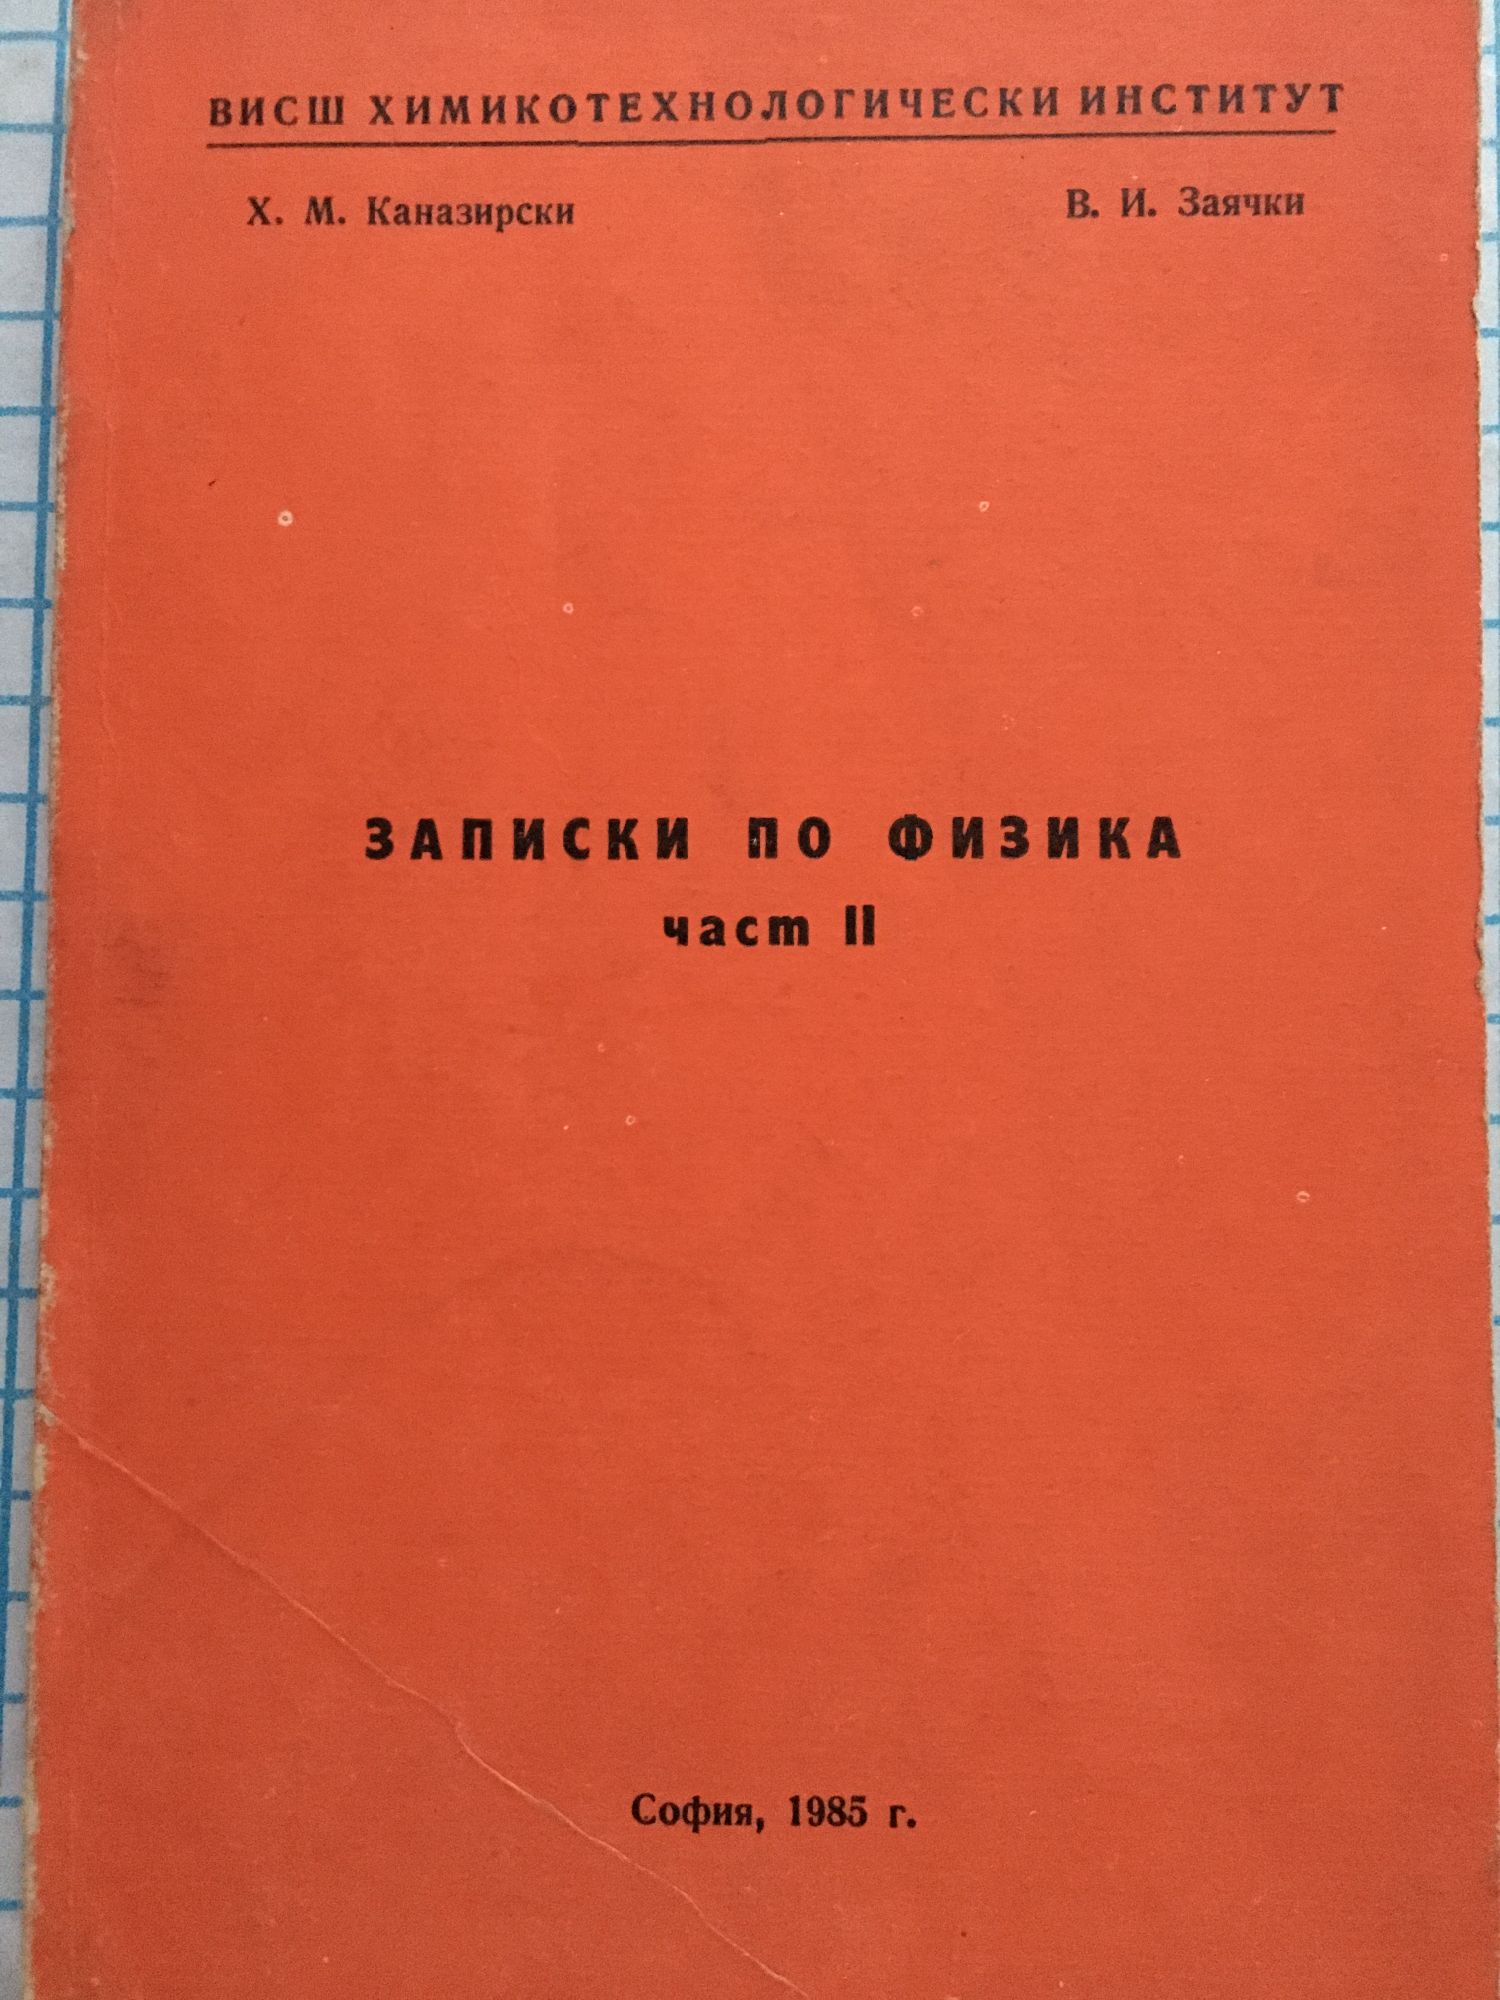 ВИСШ ХИМИКОТЕХНОЛОГИЧЕСКИ ИНСТИТУТ
Х. М. Каназирски В. И. Заячки
ЗАПИСКИ ПО ФИЗИКА
част II
София, 1985 г.